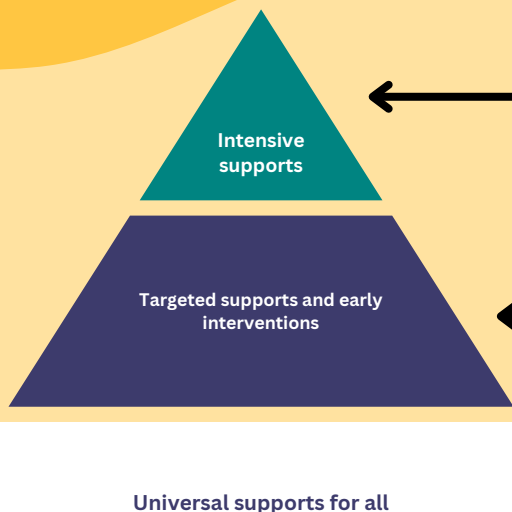 Intensive
supports
Targeted supports and early
interventions
Universal supports for all